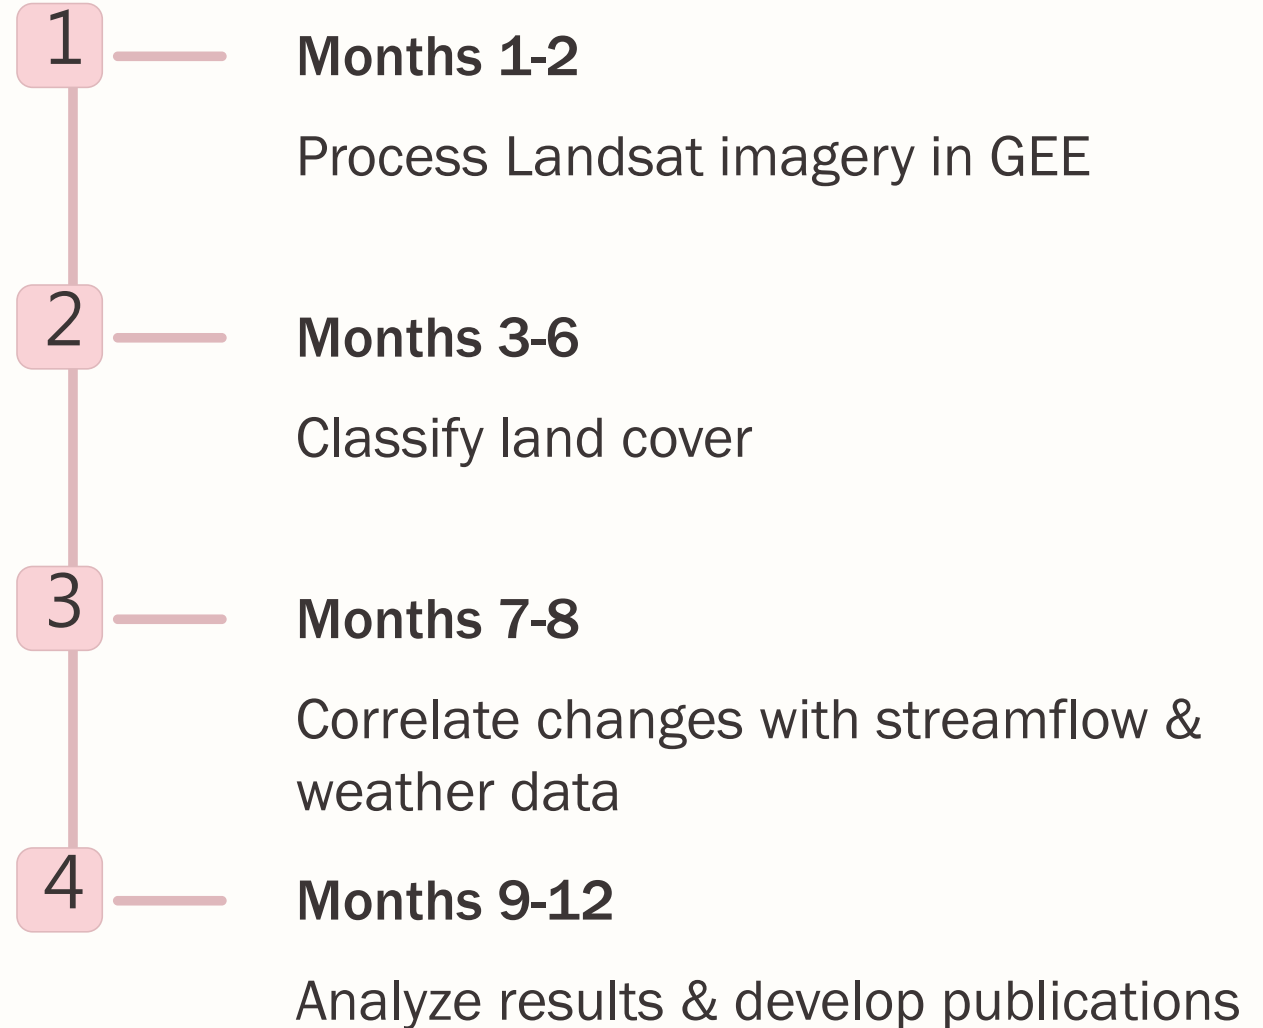 1
Months 1-2
Process Landsat imagery in GEE
2
Months 3-6
Classify land cover
3
Months 7-8
Correlate changes with streamflow &
weather data
4
Months 9-12
Analyze results & develop publications